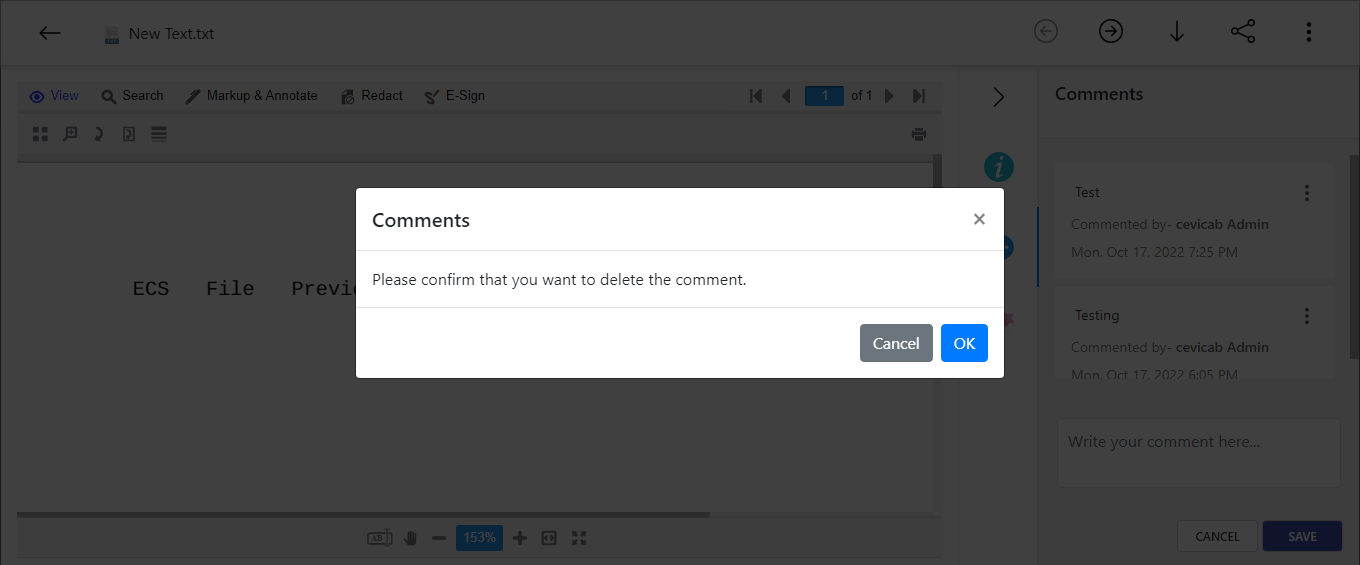 New Text.txt
View Search Markup & Annotate Redact E-Sign 1 of 1
Comments
Test
Commented by- cevicab Admin
Mon, Oct 17, 2022 7:25 PM
Comments ×
ECS File
Please confirm that you want to delete the comment.
Testing
Commented by- cevicab Admin
Mon, Oct 17, 2022 6:05 PM
Cancel OK
Write your comment here...
153%
CANCEL SAVE